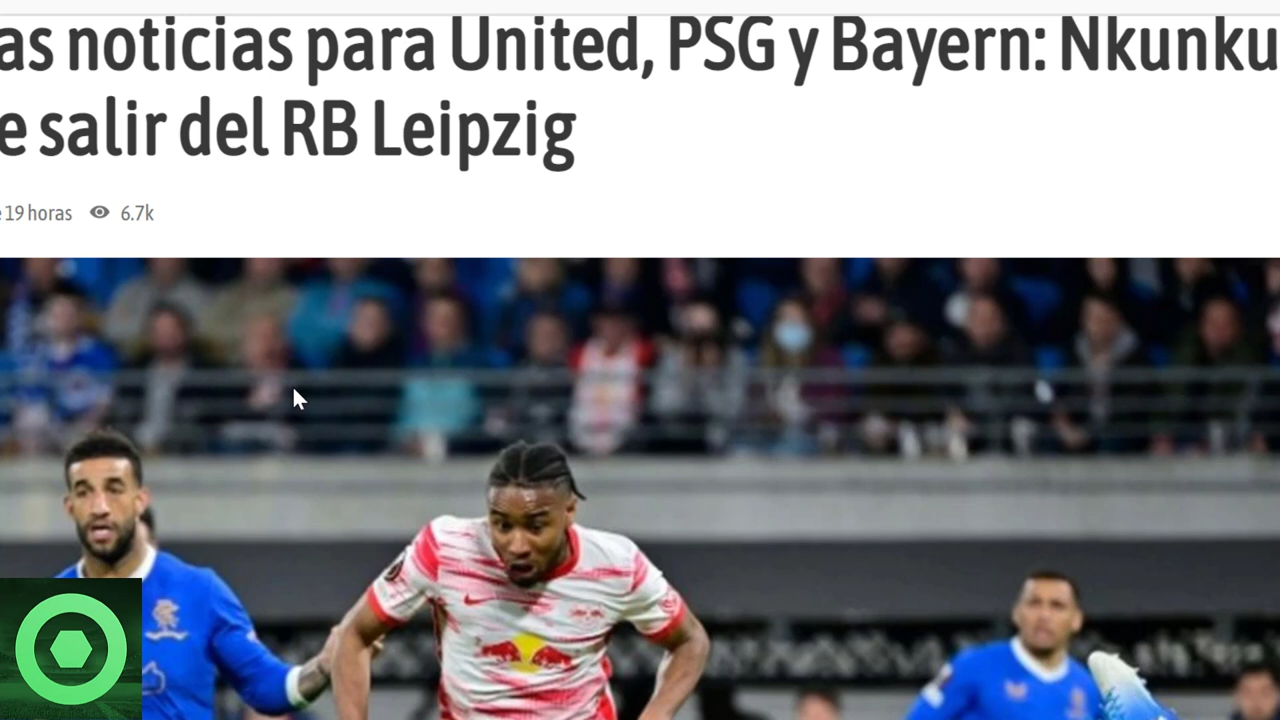 as noticias para United, PSG y Bayern: Nkunku
e salir del RB Leipzig
e 19 horas 6.7k